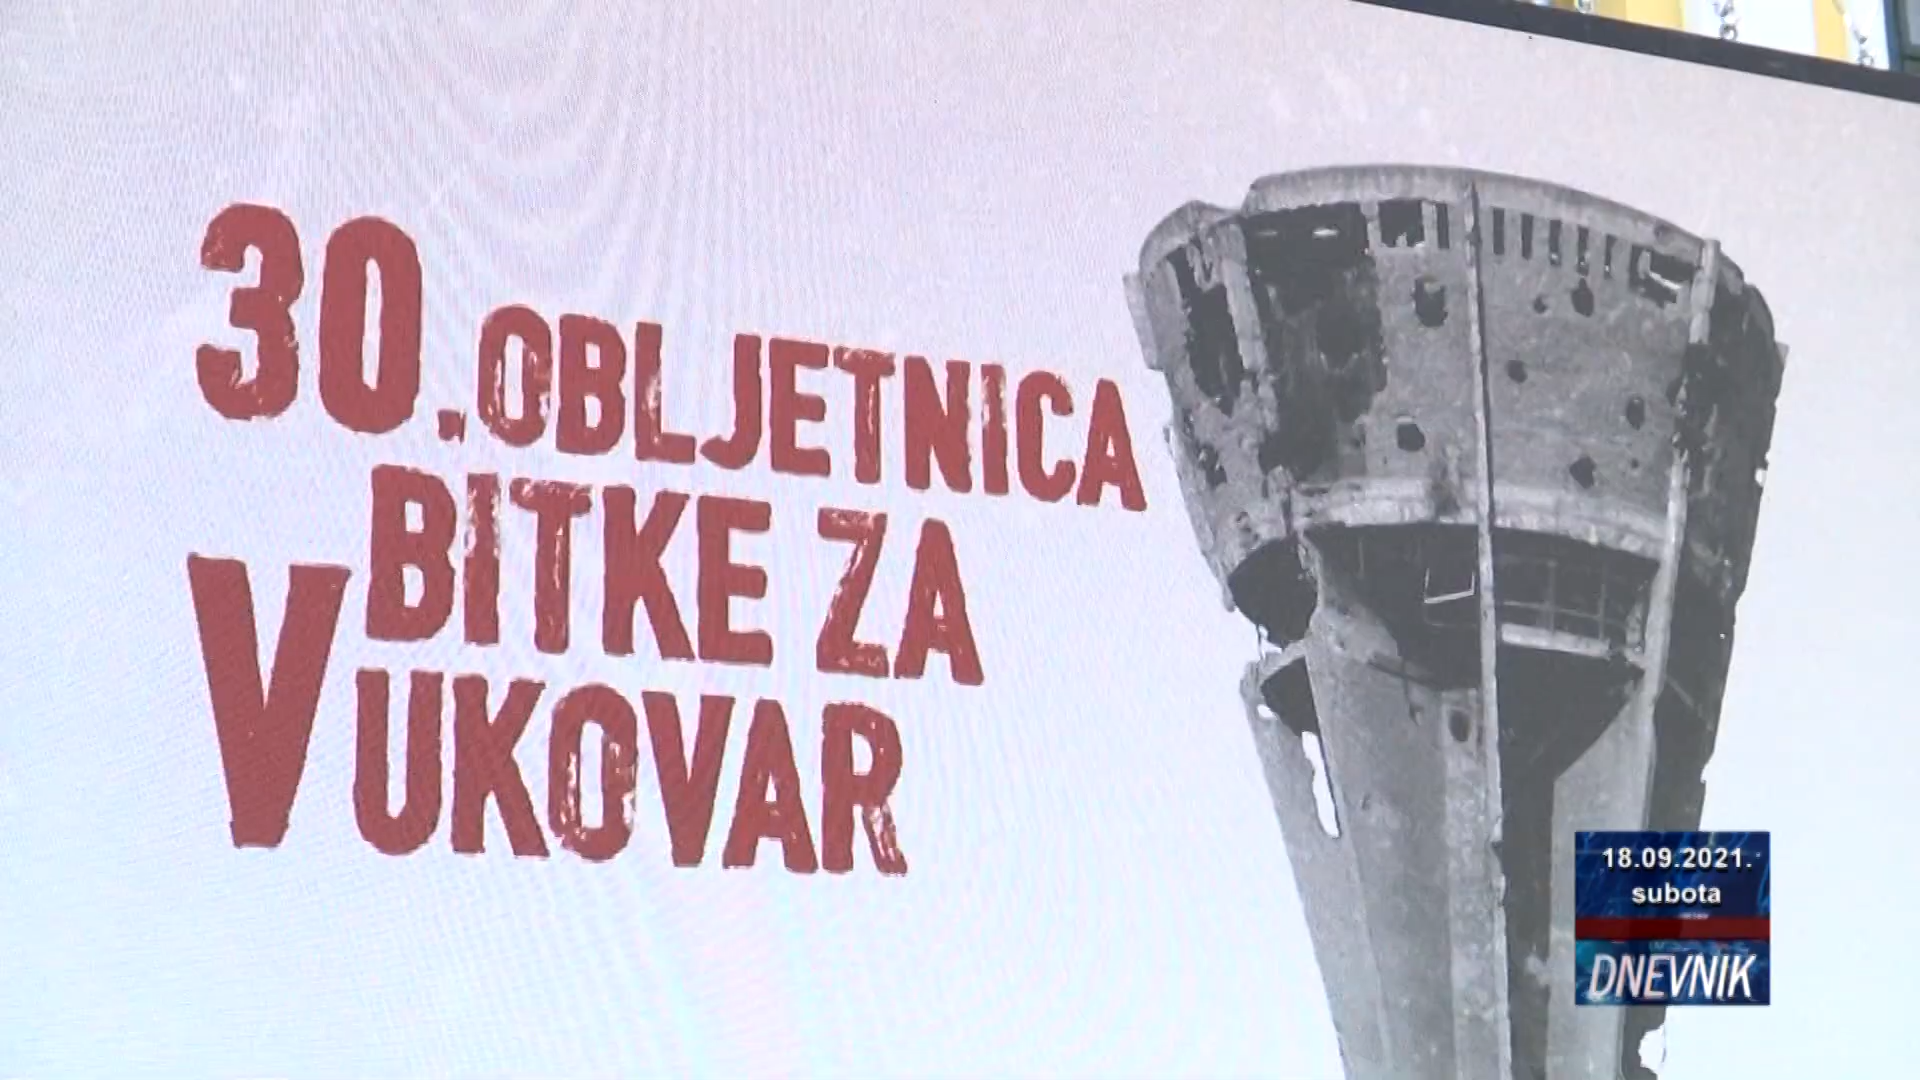 30. OBLJETNICA
BITKE ZA
VUKOVAR
18.09.2021.
subota
DNEVNIK